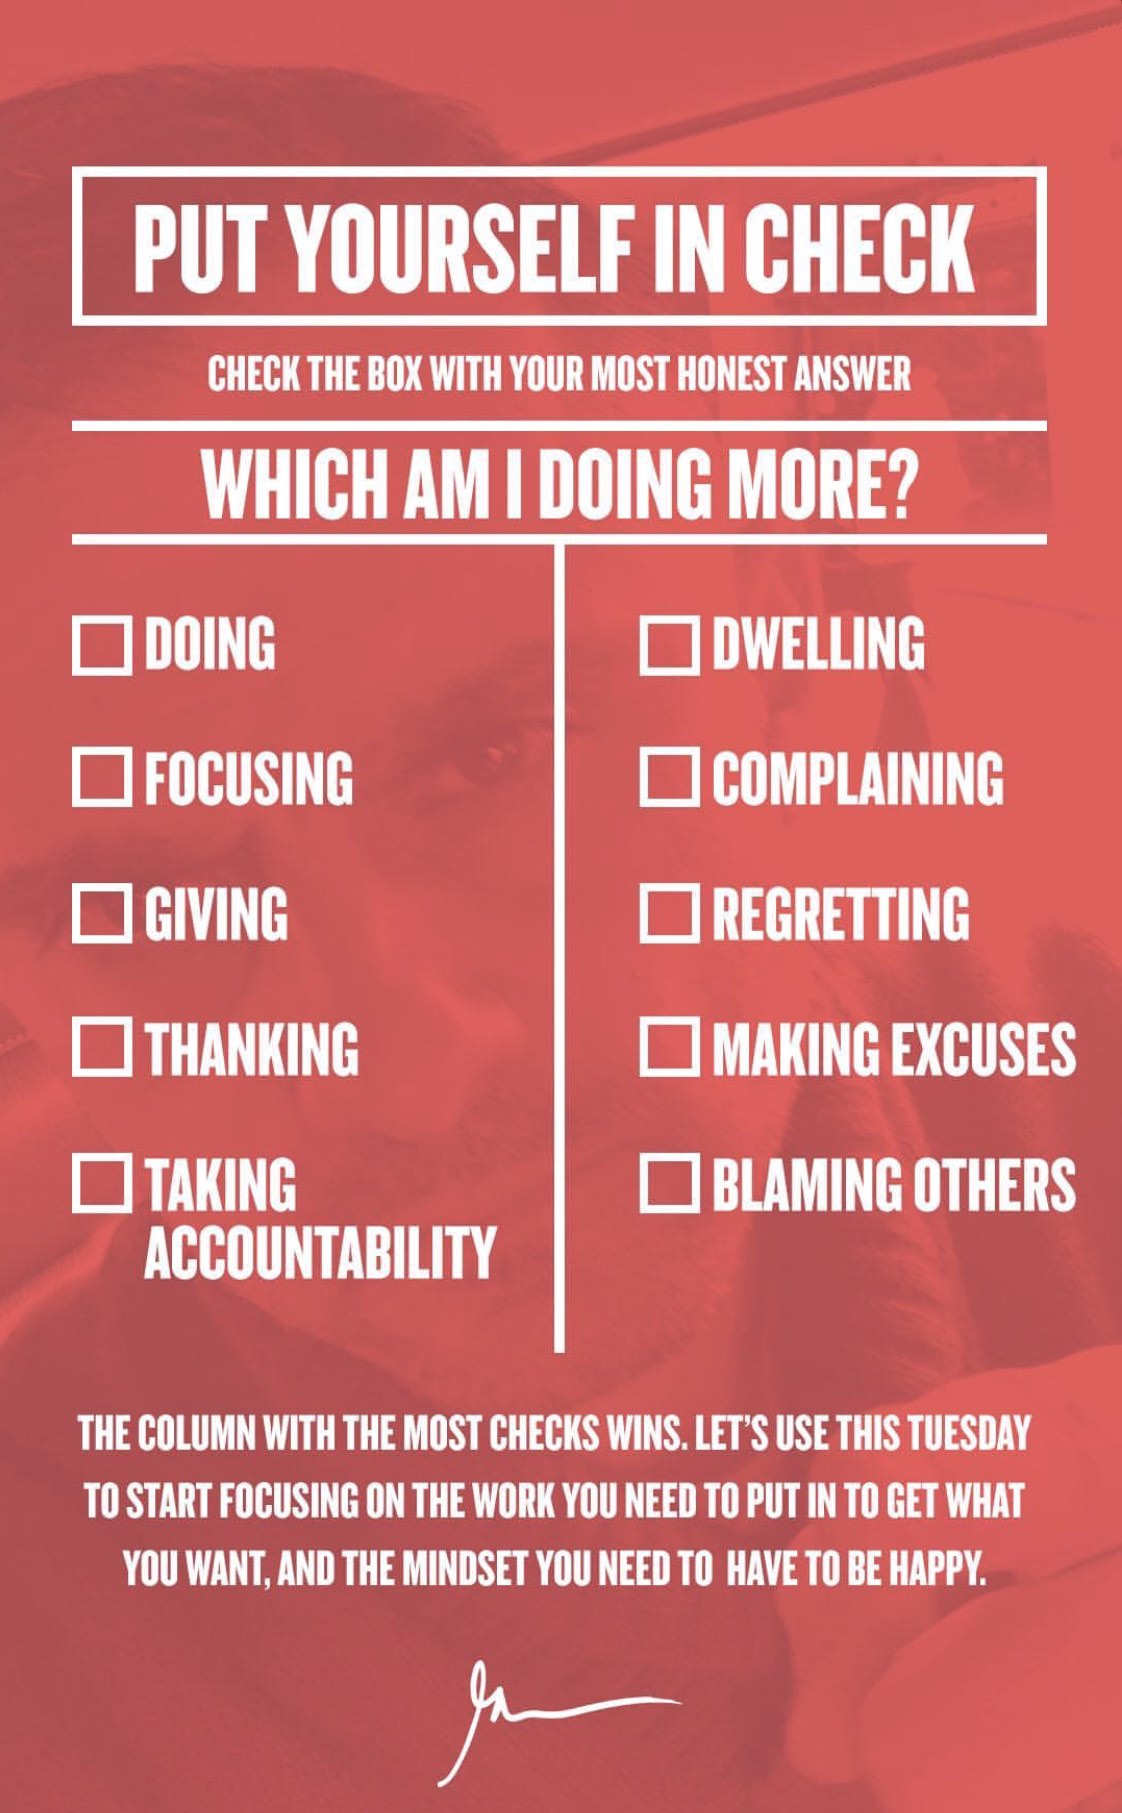 PUT YOURSELF IN CHECK
CHECK THE BOX WITH YOUR MOST HONEST ANSWER
WHICH AM I DOING MORE?
DOING
DWELLING
FOCUSING
COMPLAINING
GIVING
REGRETTING
THANKING
MAKING EXCUSES
TAKING
ACCOUNTABILITY
BLAMING OTHERS
THE COLUMN WITH THE MOST CHECKS WINS. LET'S USE THIS TUESDAY
TO START FOCUSING ON THE WORK YOU NEED TO PUT IN TO GET WHAT
YOU WANT, AND THE MINDSET YOU NEED TO HAVE TO BE HAPPY.